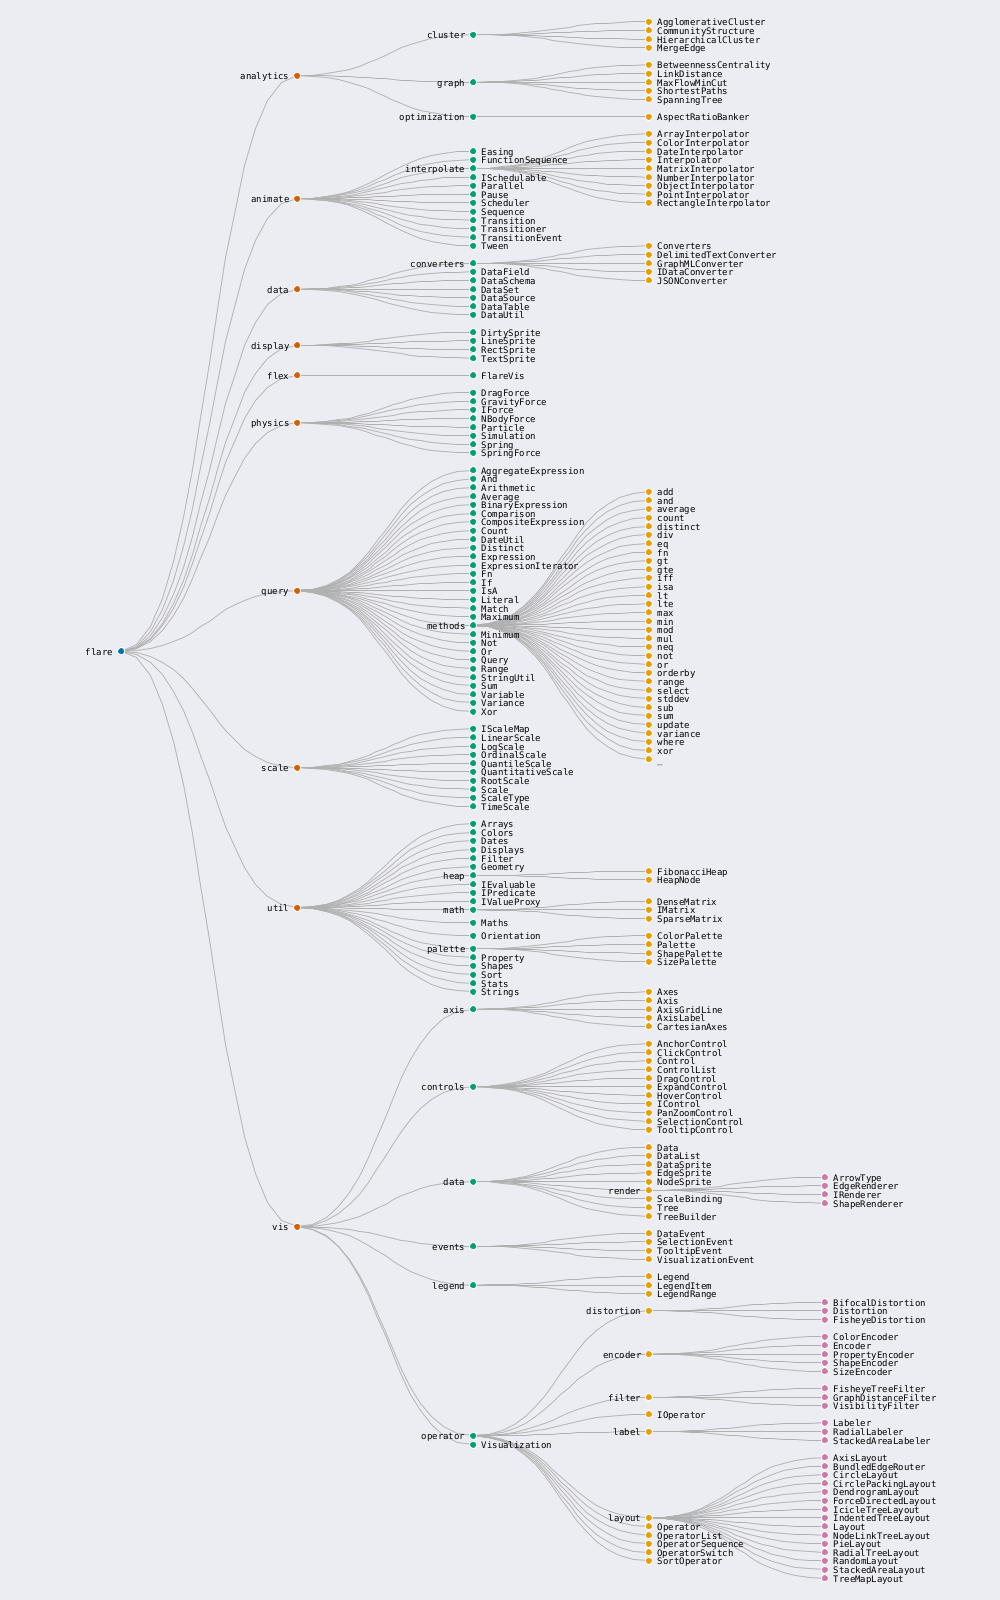 flare
analytics
cluster
AgglomerativeCluster
CommunityStructure
HierarchicalCluster
MergeEdge
graph
BetweennessCentrality
LinkDistance
MaxFlowMinCut
ShortestPaths
SpanningTree
optimization
AspectRatioBanker
animate
Easing
FunctionSequence
interpolate
ArrayInterpolator
ColorInterpolator
DateInterpolator
Interpolator
MatrixInterpolator
NumberInterpolator
ObjectInterpolator
PointInterpolator
RectangleInterpolator
ISchedulable
Parallel
Pause
Scheduler
Sequence
Transition
Transitioner
TransitionEvent
Tween
data
converters
Converters
DelimitedTextConverter
GraphMLConverter
IDataConverter
JSONConverter
DataField
DataSchema
DataSet
DataSource
DataTable
DataUtil
display
DirtySprite
LineSprite
RectSprite
TextSprite
flex
FlareVis
physics
DragForce
GravityForce
IForce
NBodyForce
Particle
Simulation
Spring
SpringForce
query
AggregateExpression
And
Arithmetic
Average
BinaryExpression
Comparison
CompositeExpression
Count
DateUtil
Distinct
Expression
ExpressionIterator
Fn
If
IsA
Literal
Match
Maximum
methods
add
and
average
count
distinct
div
eq
fn
gt
gte
iff
isa
lt
lte
max
min
mod
mul
neq
not
or
orderby
range
select
stddev
sub
sum
update
variance
where
xor
_
Minimum
Not
Or
Query
Range
StringUtil
Sum
Variable
Variance
Xor
scale
IScaleMap
LinearScale
LogScale
OrdinalScale
QuantileScale
QuantitativeScale
RootScale
Scale
ScaleType
TimeScale
util
Arrays
Colors
Dates
Displays
Filter
Geometry
heap
FibonacciHeap
HeapNode
IEvaluable
IPredicate
IValueProxy
math
DenseMatrix
IMatrix
SparseMatrix
Maths
Orientation
palette
ColorPalette
Palette
ShapePalette
SizePalette
Property
Shapes
Sort
Stats
Strings
vis
axis
Axes
Axis
AxisGridLine
AxisLabel
CartesianAxes
controls
AnchorControl
ClickControl
Control
ControlList
DragControl
ExpandControl
HoverControl
IControl
PanZoomControl
SelectionControl
TooltipControl
data
Data
DataList
DataSprite
EdgeSprite
NodeSprite
render
ArrowType
EdgeRenderer
IRenderer
ShapeRenderer
ScaleBinding
Tree
TreeBuilder
events
DataEvent
SelectionEvent
TooltipEvent
VisualizationEvent
legend
Legend
LegendItem
LegendRange
operator
distortion
BifocalDistortion
Distortion
FisheyeDistortion
encoder
ColorEncoder
Encoder
PropertyEncoder
ShapeEncoder
SizeEncoder
filter
FisheyeTreeFilter
GraphDistanceFilter
VisibilityFilter
IOperator
label
Labeler
RadialLabeler
StackedAreaLabeler
layout
AxisLayout
BundledEdgeRouter
CircleLayout
CirclePackingLayout
DendrogramLayout
ForceDirectedLayout
IcicleTreeLayout
IndentedTreeLayout
Layout
NodeLinkTreeLayout
PieLayout
RadialTreeLayout
RandomLayout
StackedAreaLayout
TreeMapLayout
Operator
OperatorList
OperatorSequence
OperatorSwitch
SortOperator
Visualization